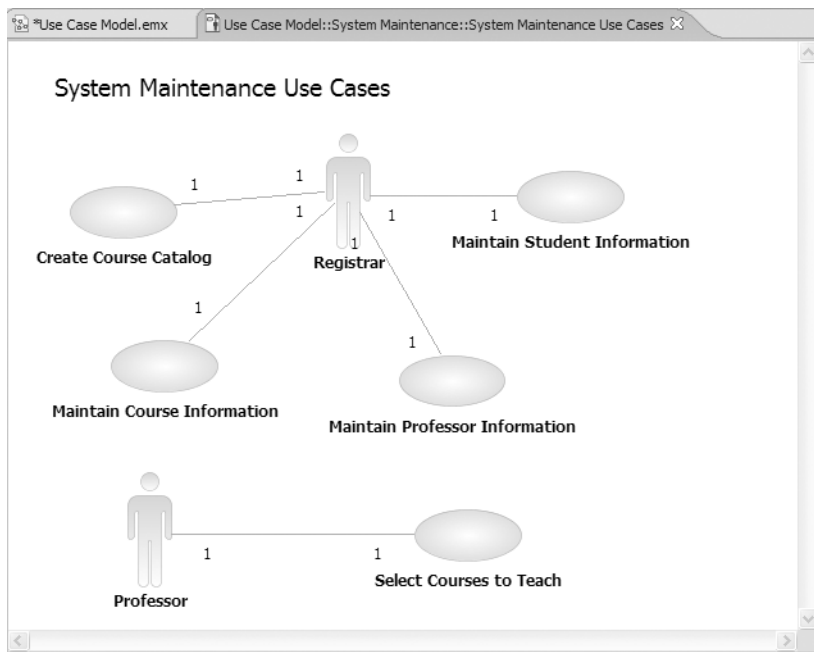 *Use Case Model.emx
Use Case Model::System Maintenance::System Maintenance Use Cases
System Maintenance Use Cases
1
1
1
1
1
1
Create Course Catalog
Registrar
Maintain Student Information
1
1
Maintain Course Information
Maintain Professor Information
1
1
Professor
Select Courses to Teach